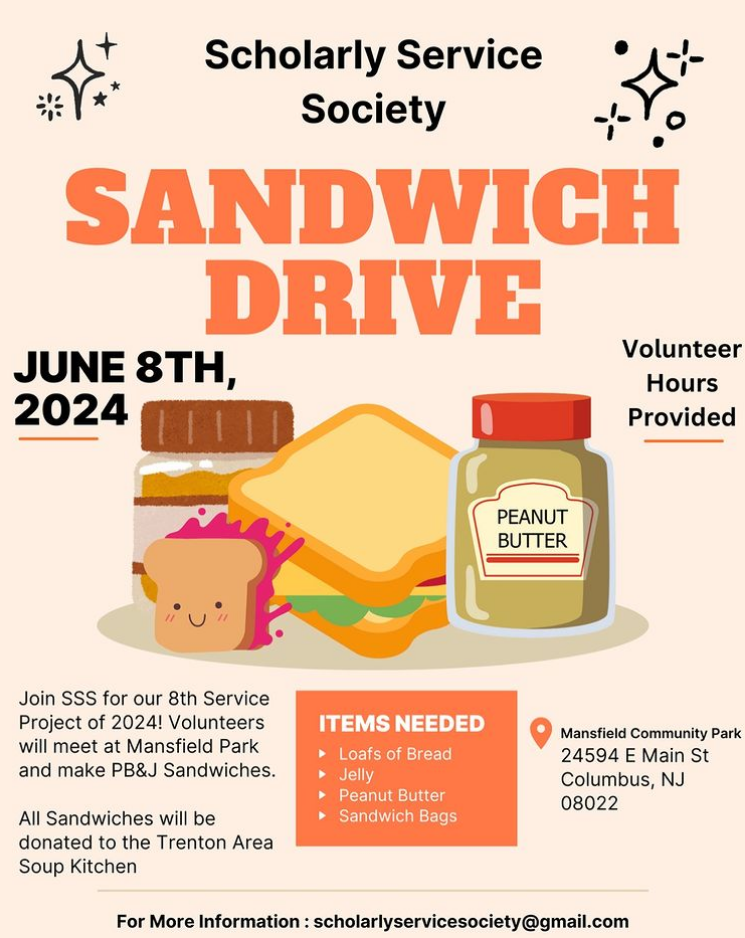 Scholarly Service
Society
SANDWICH
DRIVE
JUNE 8TH,
2024
Volunteer
Hours
Provided
PEANUT
BUTTER
Join SSS for our 8th Service
Project of 2024! Volunteers
will meet at Mansfield Park
and make PB&J Sandwiches.
All Sandwiches will be
donated to the Trenton Area
Soup Kitchen
ITEMS NEEDED
Loafs of Bread
Jelly
Peanut Butter
Sandwich Bags
Mansfield Community Park
24594 E Main St
Columbus, NJ
08022
For More Information : scholarlyservicesociety@gmail.com